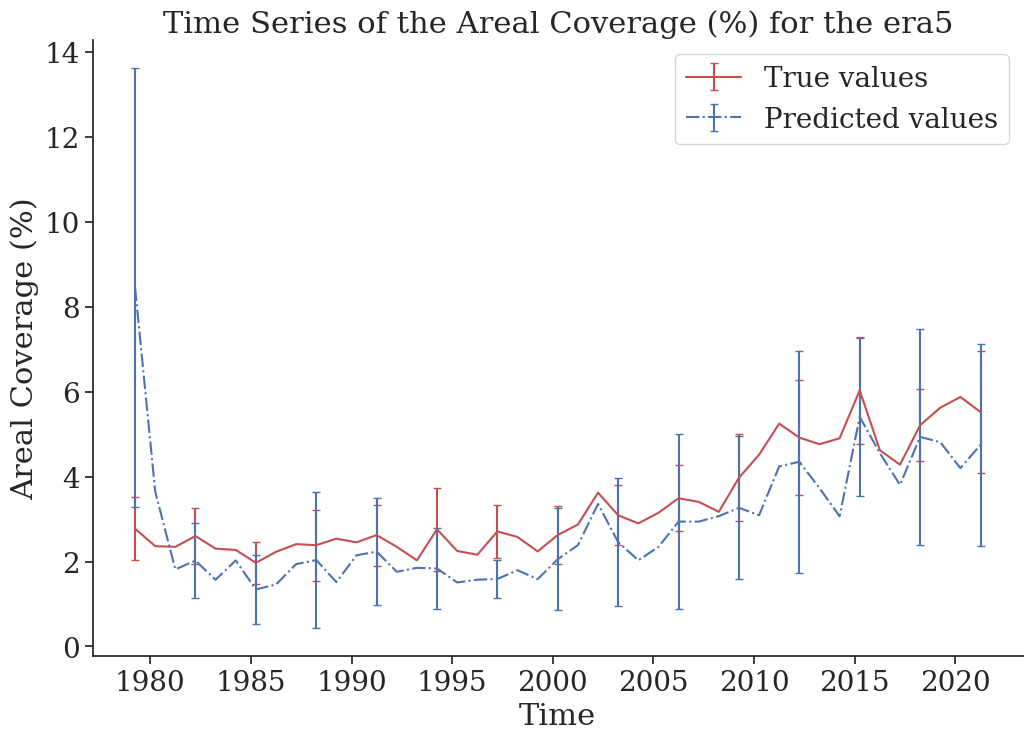 Time Series of the Areal Coverage (%) for the era5
True values
Predicted values
Areal Coverage (%)
14
12
10
8
6
4
2
0
1980 1985 1990 1995 2000 2005 2010 2015 2020
Time